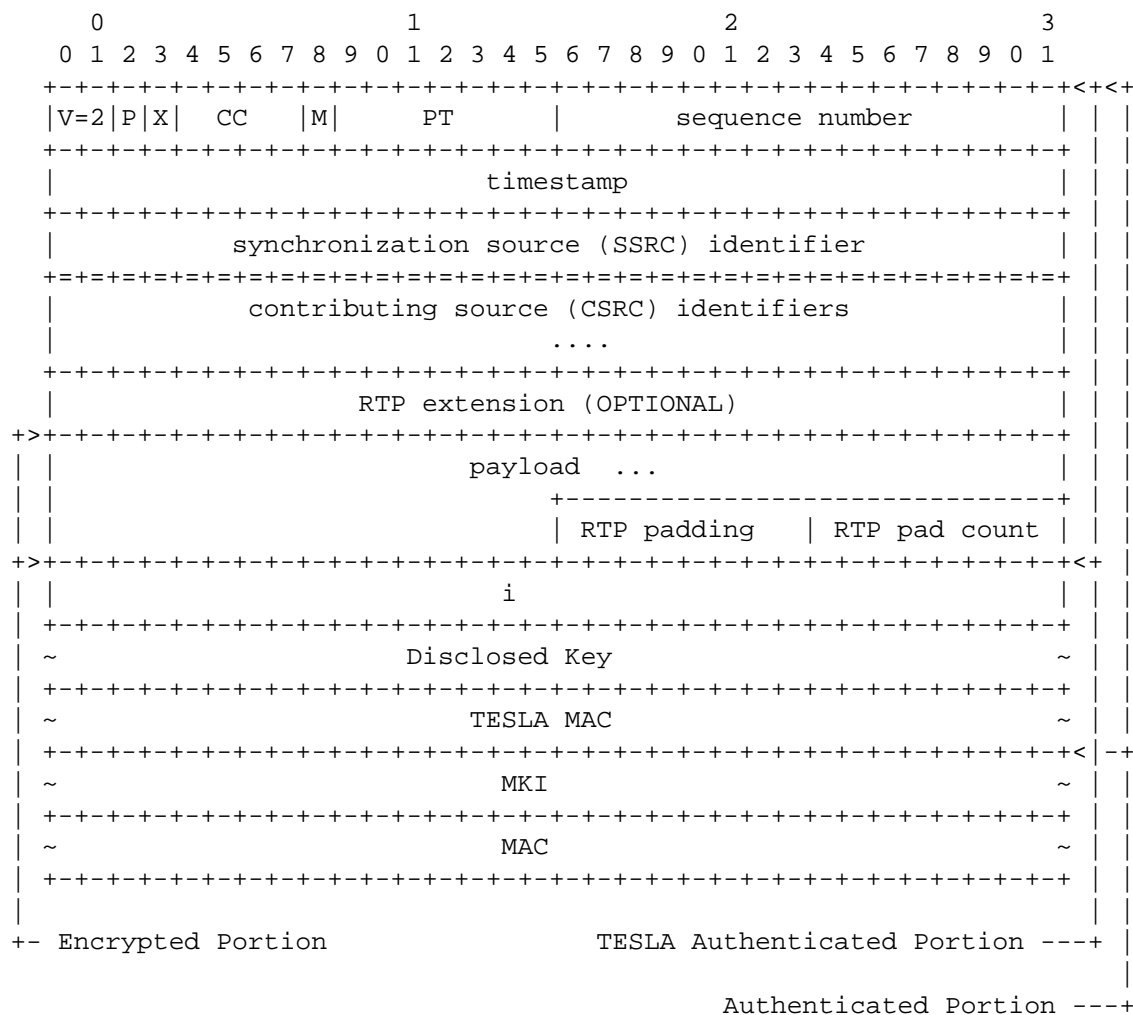 0                   1                   2                   3
    0 1 2 3 4 5 6 7 8 9 0 1 2 3 4 5 6 7 8 9 0 1 2 3 4 5 6 7 8 9 0 1
   +-+-+-+-+-+-+-+-+-+-+-+-+-+-+-+-+-+-+-+-+-+-+-+-+-+-+-+-+-+-+-+-+<+<+
   |V=2|P|X|  CC   |M|     PT      |       sequence number         | | |
   +-+-+-+-+-+-+-+-+-+-+-+-+-+-+-+-+-+-+-+-+-+-+-+-+-+-+-+-+-+-+-+-+ | |
   |                           timestamp                           | | |
   +-+-+-+-+-+-+-+-+-+-+-+-+-+-+-+-+-+-+-+-+-+-+-+-+-+-+-+-+-+-+-+-+ | |
   |           synchronization source (SSRC) identifier            | | |
   +=+=+=+=+=+=+=+=+=+=+=+=+=+=+=+=+=+=+=+=+=+=+=+=+=+=+=+=+=+=+=+=+ | |
   |            contributing source (CSRC) identifiers             | | |
   |                               ....                            | | |
   +-+-+-+-+-+-+-+-+-+-+-+-+-+-+-+-+-+-+-+-+-+-+-+-+-+-+-+-+-+-+-+-+ | |
   |                   RTP extension (OPTIONAL)                    | | |
 +>+-+-+-+-+-+-+-+-+-+-+-+-+-+-+-+-+-+-+-+-+-+-+-+-+-+-+-+-+-+-+-+-+ | |
 | |                          payload  ...                         | | |
 | |                               +-------------------------------+ | |
 | |                               | RTP padding   | RTP pad count | | |
 +>+-+-+-+-+-+-+-+-+-+-+-+-+-+-+-+-+-+-+-+-+-+-+-+-+-+-+-+-+-+-+-+-+<+ |
 | |                            i                                  | | |
 | +-+-+-+-+-+-+-+-+-+-+-+-+-+-+-+-+-+-+-+-+-+-+-+-+-+-+-+-+-+-+-+-+ | |
 | ~                      Disclosed Key                            ~ | |
 | +-+-+-+-+-+-+-+-+-+-+-+-+-+-+-+-+-+-+-+-+-+-+-+-+-+-+-+-+-+-+-+-+ | |
 | ~                          TESLA MAC                            ~ | |
 | +-+-+-+-+-+-+-+-+-+-+-+-+-+-+-+-+-+-+-+-+-+-+-+-+-+-+-+-+-+-+-+-+<|-+
 | ~                            MKI                                ~ | |
 | +-+-+-+-+-+-+-+-+-+-+-+-+-+-+-+-+-+-+-+-+-+-+-+-+-+-+-+-+-+-+-+-+ | |
 | ~                            MAC                                ~ | |
 | +-+-+-+-+-+-+-+-+-+-+-+-+-+-+-+-+-+-+-+-+-+-+-+-+-+-+-+-+-+-+-+-+ | |
 |                                                                   | |
 +- Encrypted Portion                 TESLA Authenticated Portion ---+ |
                                                                       |
                                              Authenticated Portion ---+